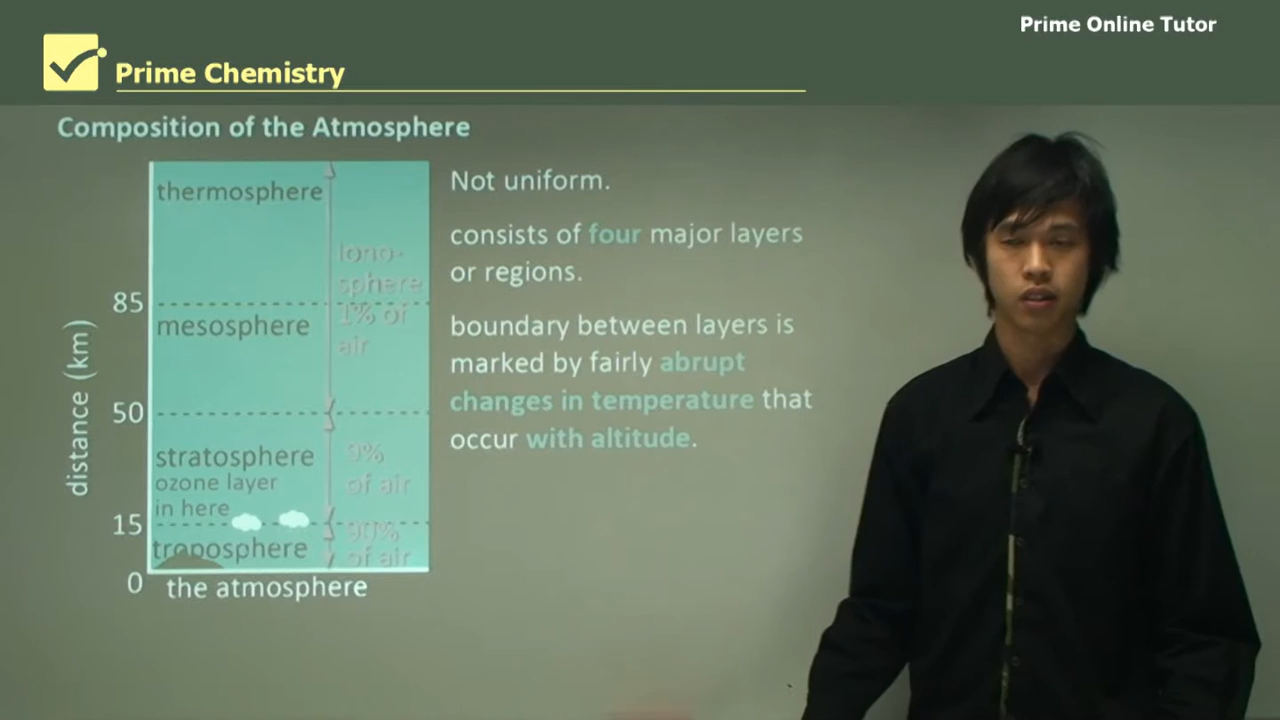 Prime Online Tutor
Prime Chemistry
Composition of the Atmosphere
thermosphere
Iono-
sphere
85
mesosphere
1% of
air
distance (km)
50
stratosphere
9%
ozone layer
of air
in here
15
90%
troposphere
of air
0
the atmosphere
Not uniform.
consists of four major layers
or regions.
boundary between layers is
marked by fairly abrupt
changes in temperature that
occur with altitude.